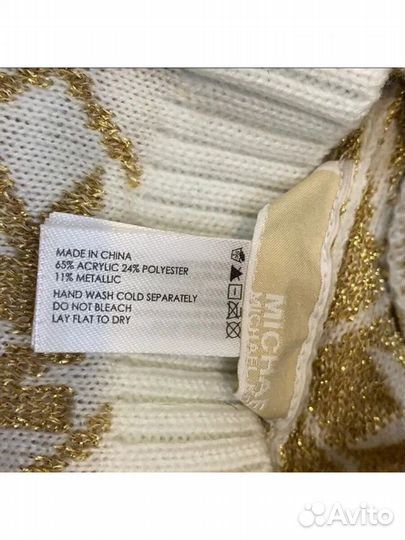 MADE IN CHINA
65% ACRYLIC 24% POLYESTER
11% METALLIC
HAND WASH COLD SEPARATELY
DO NOT BLEACH
LAY FLAT TO DRY
MICHAEL
Avito